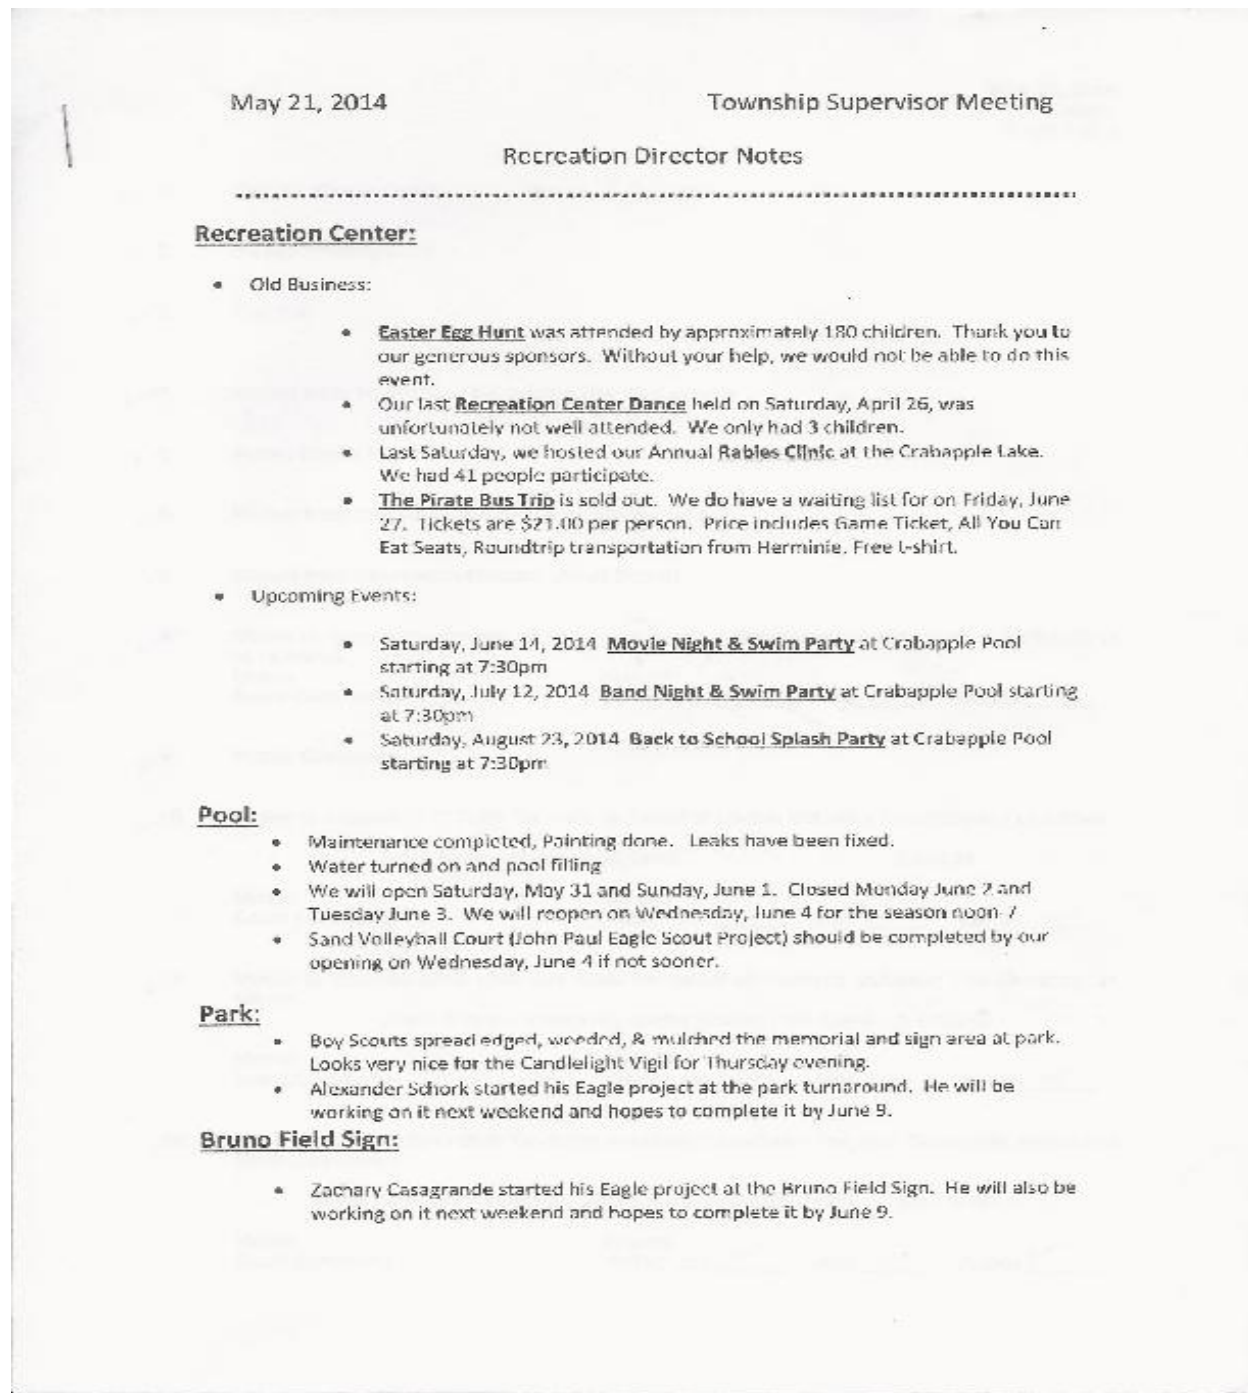 May 21, 2014 Township Supervisor Meeting
Recreation Director Notes
Recreation Center:
• Old Business:
• Easter Egg Hunt was attended by approximately 180 children. Thank you to
our generous sponsors. Without your help, we would not be able to do this
event.
• Our last Recreation Center Dance held on Saturday, April 26, was
unfortunately not well attended. We only had 3 children.
• Last Saturday, we hosted our Annual Rabies Clinic at the Crabapple Lake.
We had 41 people participate.
• The Pirate Bus Trip is sold out. We do have a waiting list for on Friday, June
27. Tickets are $21.00 per person. Price includes Game Ticket, All You Can
Eat Seats, Roundtrip transportation from Herminie. Free t-shirt.
• Upcoming Events:
• Saturday, June 14, 2014 Movie Night & Swim Party at Crabapple Pool
starting at 7:30pm
• Saturday, July 12, 2014 Band Night & Swim Party at Crabapple Pool starting
at 7:30pm
• Saturday, August 23, 2014 Back to School Splash Party at Crabapple Pool
starting at 7:30pm
Pool:
• Maintenance completed, Painting done. Leaks have been fixed.
• Water turned on and pool filling
• We will open Saturday, May 31 and Sunday, June 1. Closed Monday June 2 and
Tuesday June 3. We will reopen on Wednesday, June 4 for the season noon-7
• Sand Volleyball Court (John Paul Eagle Scout Project) should be completed by our
opening on Wednesday, June 4 if not sooner.
Park:
• Boy Scouts spread edged, weeded, & mulched the memorial and sign area at park.
Looks very nice for the Candlelight Vigil for Thursday evening.
• Alexander Schork started his Eagle project at the park turnaround. He will be
working on it next weekend and hopes to complete it by June 9.
Bruno Field Sign:
• Zachary Casagrande started his Eagle project at the Bruno Field Sign. He will also be
working on it next weekend and hopes to complete it by June 9.